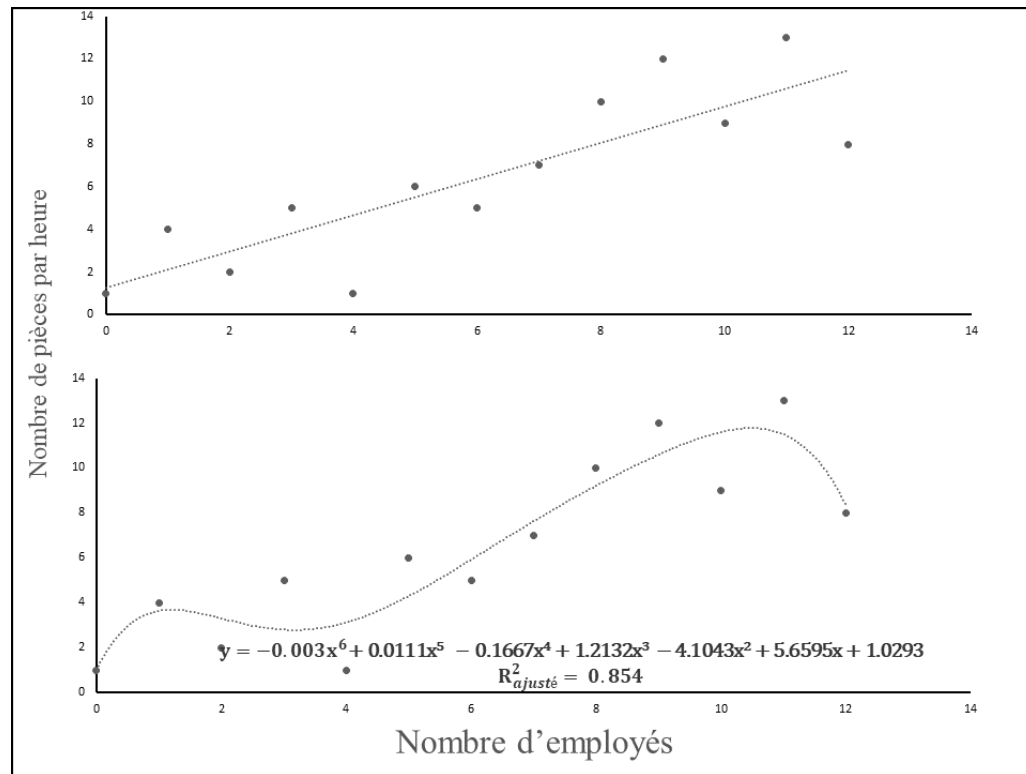 Nombre de pièces par heure
14
12
10
8
6
4
2
0
0 2 4 6 8 10 12 14
14
12
10
8
6
4
2
0
y = −0.003x⁶ + 0.0111x⁵ − 0.1667x⁴ + 1.2132x³ − 4.1043x² + 5.6595x + 1.0293
R²ajusté = 0.854
0 2 4 6 8 10 12 14
Nombre d’employés